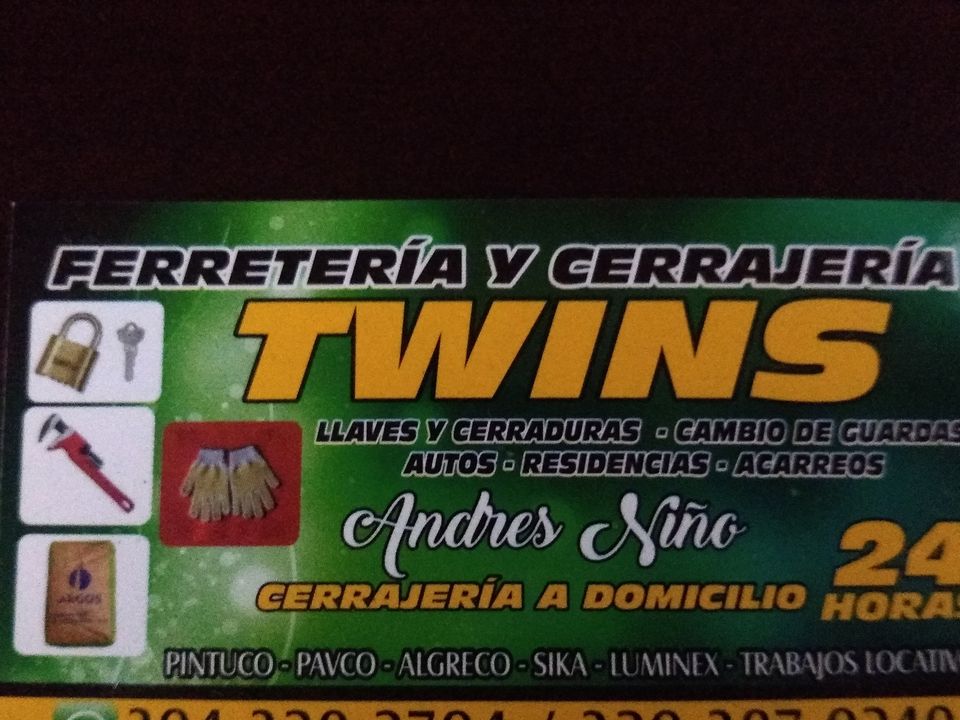 FERRETERÍA Y CERRAJERÍA
TWINS
LLAVES Y CERRADURAS - CAMBIO DE GUARDAS
AUTOS - RESIDENCIAS - ACARREOS
Andres Niño
24
HORAS
CERRAJERÍA A DOMICILIO
ARGOS
PINTUCO - PAVCO - ALGRECO - SIKA - LUMINEX - TRABAJOS